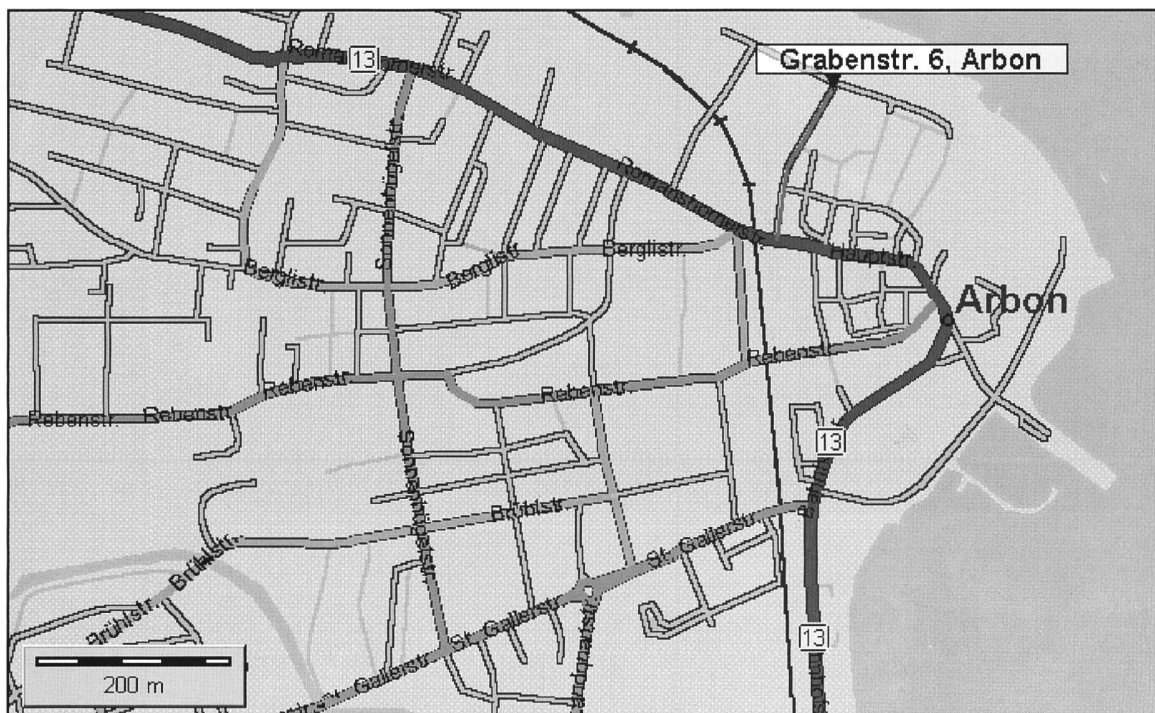 13
Grabenstr. 6, Arbon
Berglistr.
Berglistr.
Berglistr.
Arbon
Rebenstr.
Rebenstr.
Rebenstr.
Rebenstr.
Rebenstr.
13
Brühlstr.
Brühlstr.
Brühlstr.
St. Gallerstr.
St. Gallerstr.
St. Gallerstr.
13
200 m